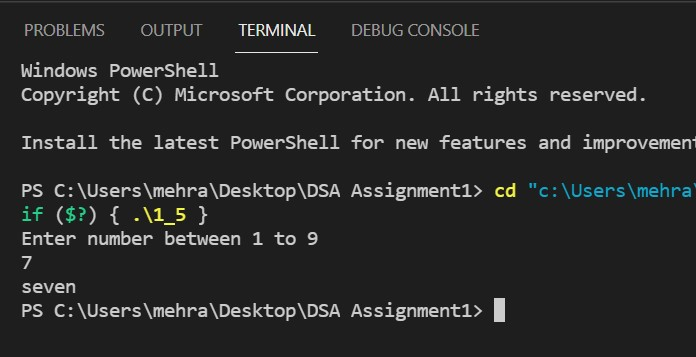 PROBLEMS OUTPUT TERMINAL DEBUG CONSOLE
Windows PowerShell
Copyright (C) Microsoft Corporation. All rights reserved.
Install the latest PowerShell for new features and improvement
PS C:\Users\mehra\Desktop\DSA Assignment1> cd "c:\Users\mehra\
if ($?) { .\1_5 }
Enter number between 1 to 9
7
seven
PS C:\Users\mehra\Desktop\DSA Assignment1>